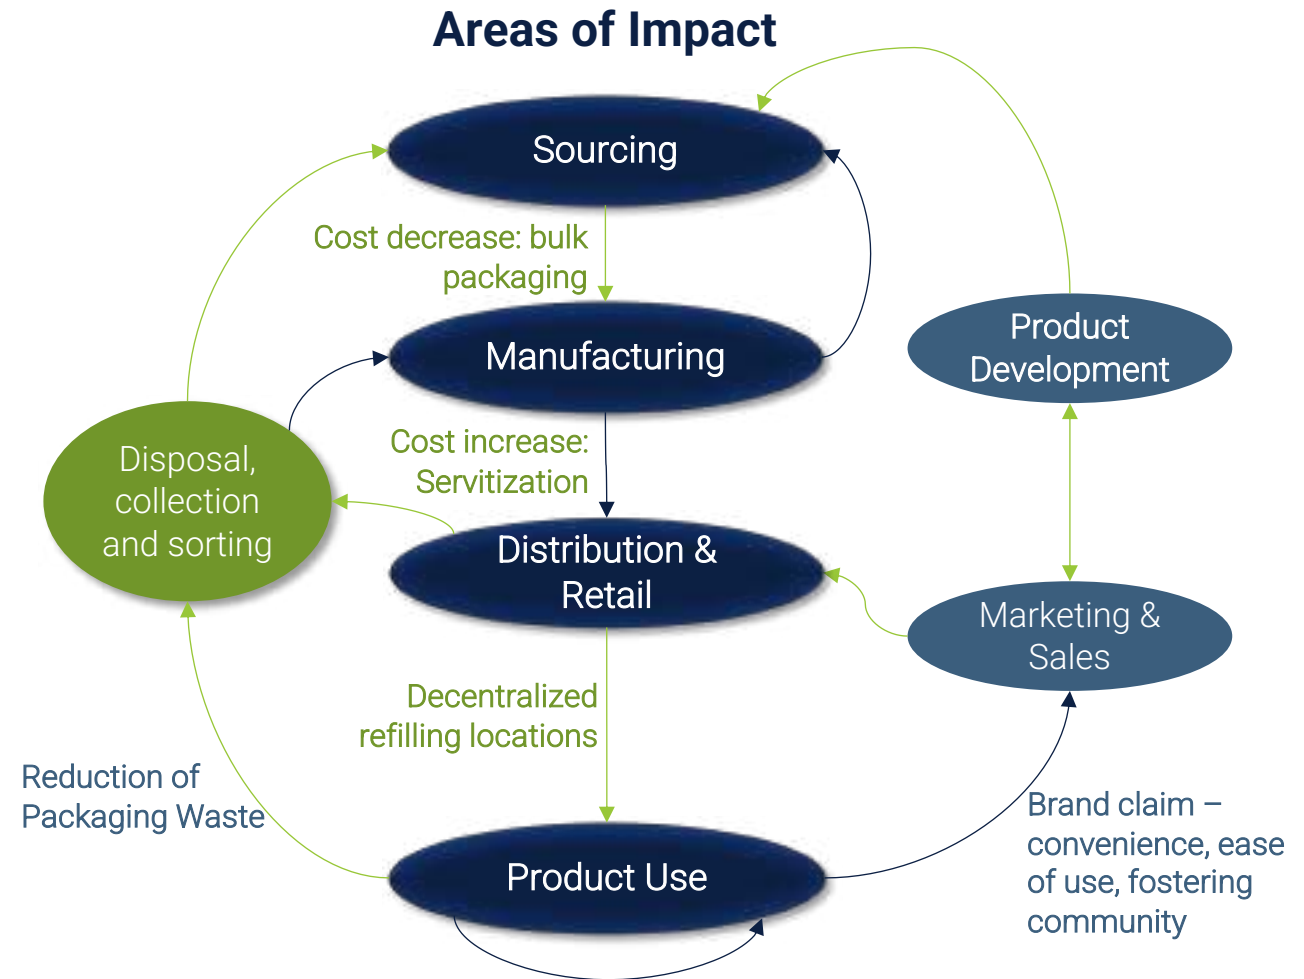 Areas of Impact
Sourcing
Cost decrease: bulk
packaging
Manufacturing
Product
Development
Cost increase:
Servitization
Disposal,
collection
and sorting
Distribution &
Retail
Marketing &
Sales
Decentralized
refilling locations
Reduction of
Packaging Waste
Brand claim –
convenience, ease
of use, fostering
community
Product Use